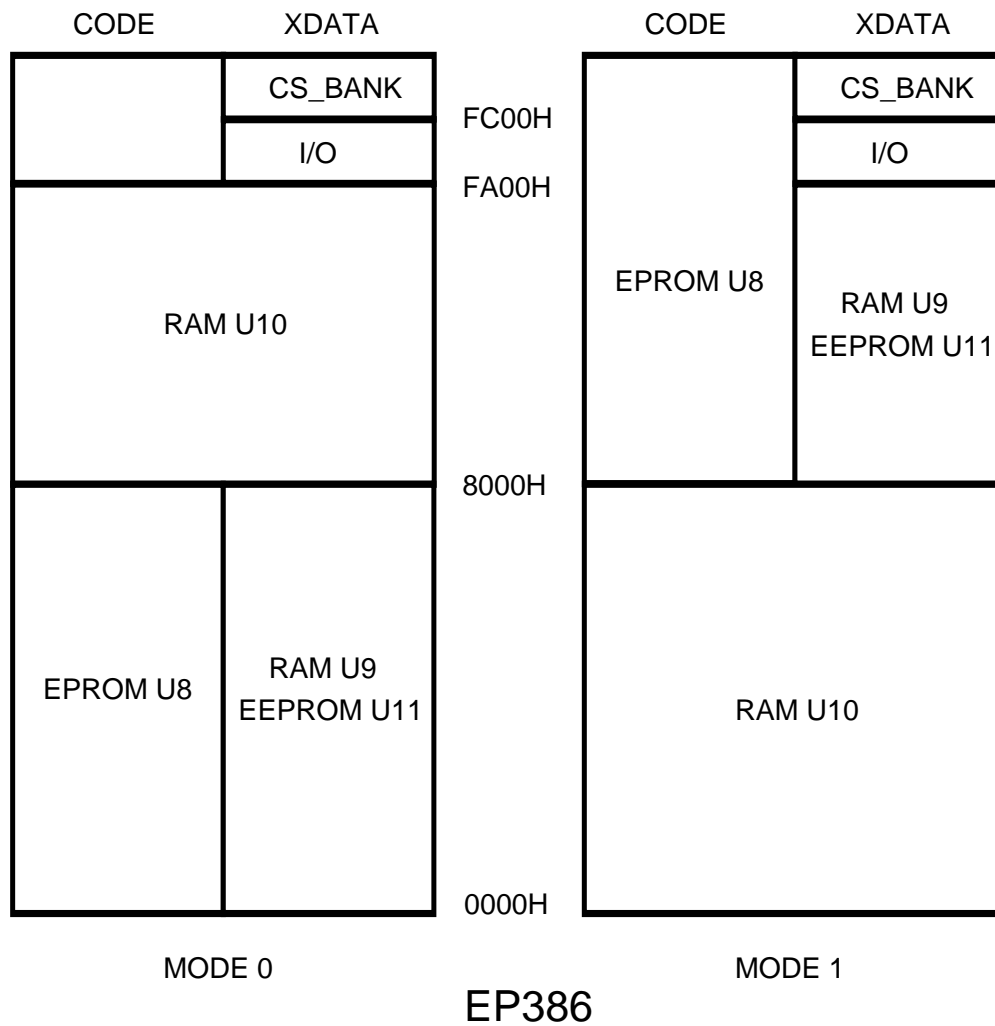 CODE XDATA CODE XDATA
CS_BANK CS_BANK
FC00H
I/O I/O
FA00H
EPROM U8
RAM U9
RAM U10
EEPROM U11
8000H
RAM U9
EPROM U8
EEPROM U11
RAM U10
0000H
MODE 0 MODE 1
EP386